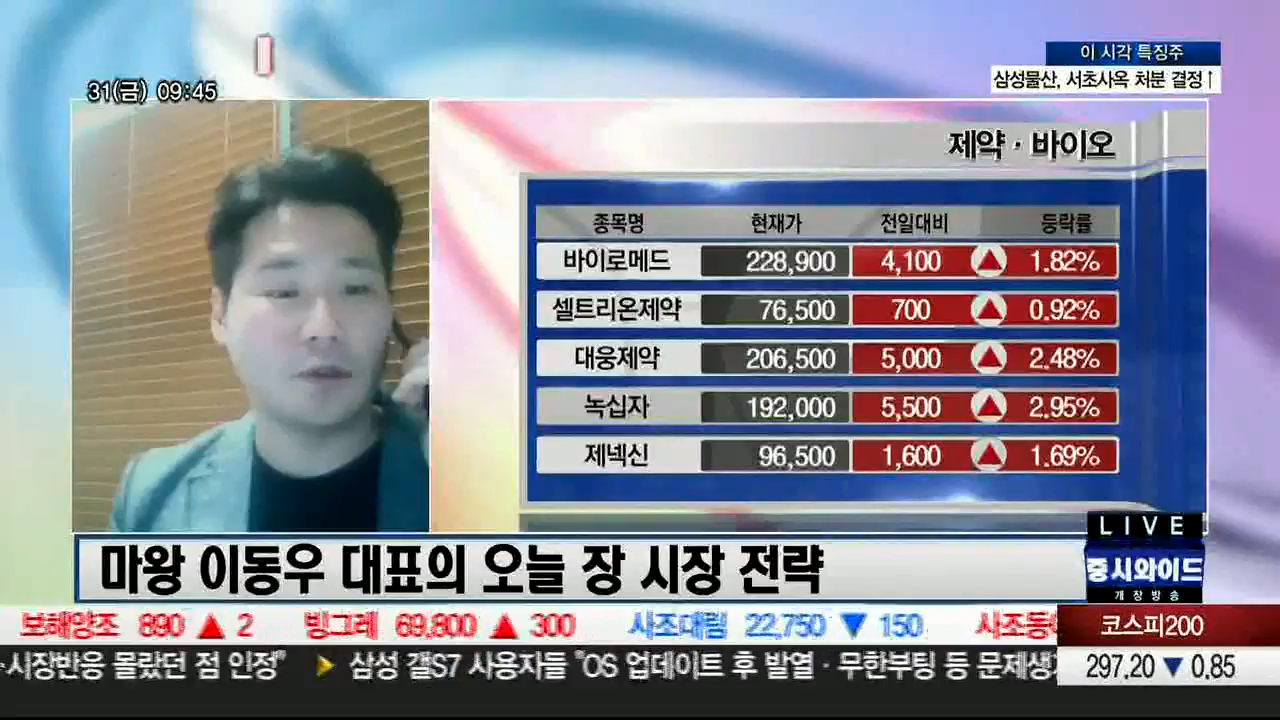 이 시각 특징주
삼성물산, 서초사옥 처분 결정↑
31(금) 09:45
제약·바이오
종목명 현재가 전일대비 등락률
바이로메드 228,900 4,100 ▲ 1.82%
셀트리온제약 76,500 700 ▲ 0.92%
대웅제약 206,500 5,000 ▲ 2.48%
녹십자 192,000 5,500 ▲ 2.95%
제넥신 96,500 1,600 ▲ 1.69%
LIVE
증시와이드
개장방송
마왕 이동우 대표의 오늘 장 시장 전략
보해양조 890 ▲ 2 빙그레 69,800 ▲ 300 사조대림 22,750 ▼ 150 사조동
코스피200
시장반응 몰랐던 점 인정" ▶ 삼성 갤S7 사용자들 "OS 업데이트 후 발열·무한부팅 등 문제생
297.20 ▼ 0.85